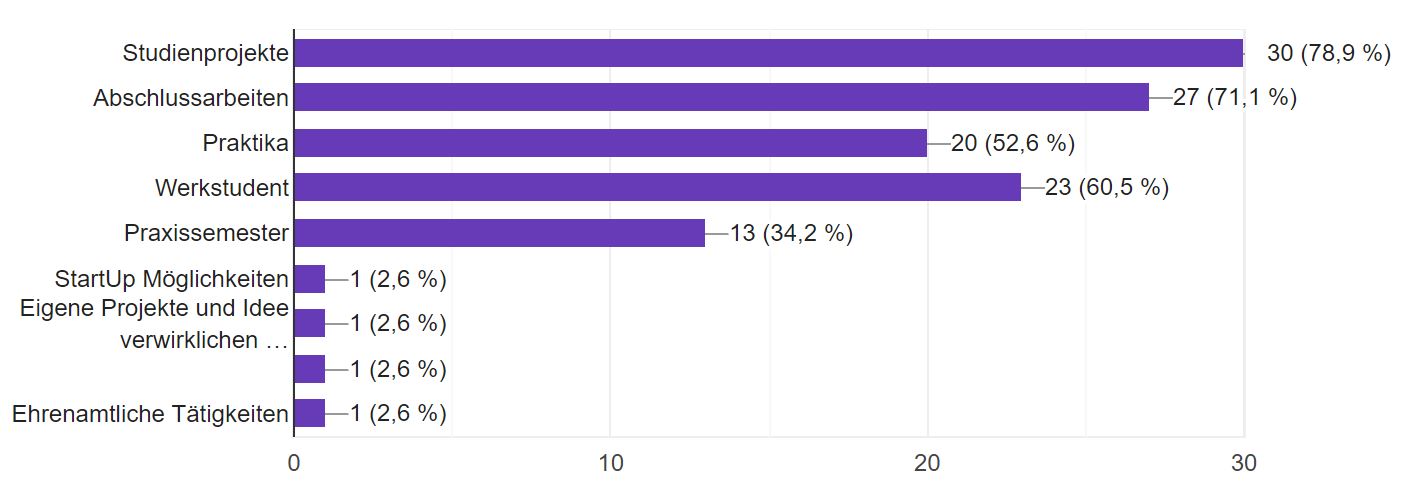 Studienprojekte 30 (78,9 %)
Abschlussarbeiten 27 (71,1 %)
Praktika 20 (52,6 %)
Werkstudent 23 (60,5 %)
Praxissemester 13 (34,2 %)
StartUp Möglichkeiten 1 (2,6 %)
Eigene Projekte und Idee
verwirklichen … 1 (2,6 %)
1 (2,6 %)
Ehrenamtliche Tätigkeiten 1 (2,6 %)
0 10 20 30